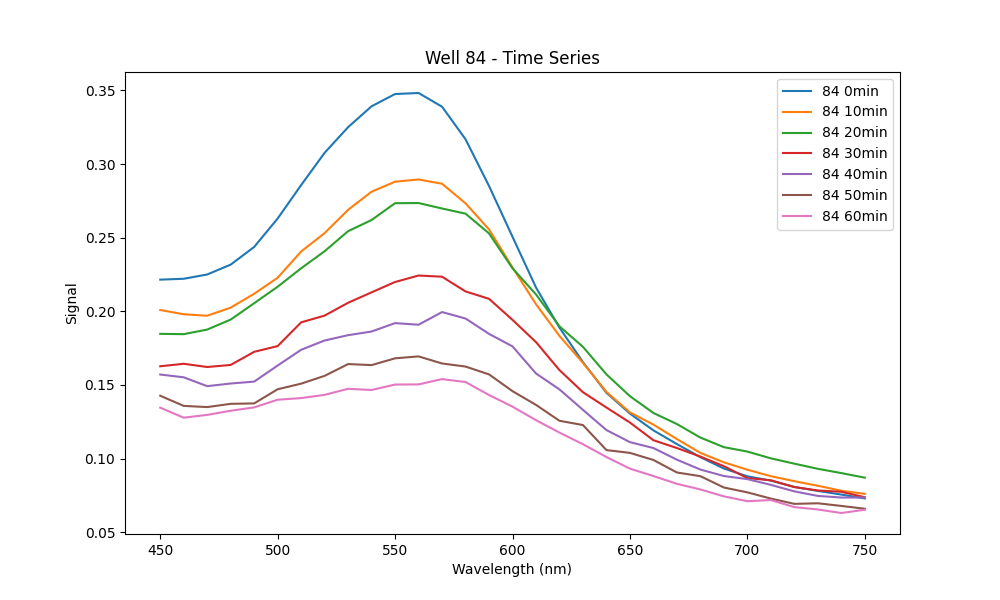 Well 84 - Time Series
84 0min
84 10min
84 20min
84 30min
84 40min
84 50min
84 60min
Signal
0.35
0.30
0.25
0.20
0.15
0.10
0.05
450 500 550 600 650 700 750
Wavelength (nm)